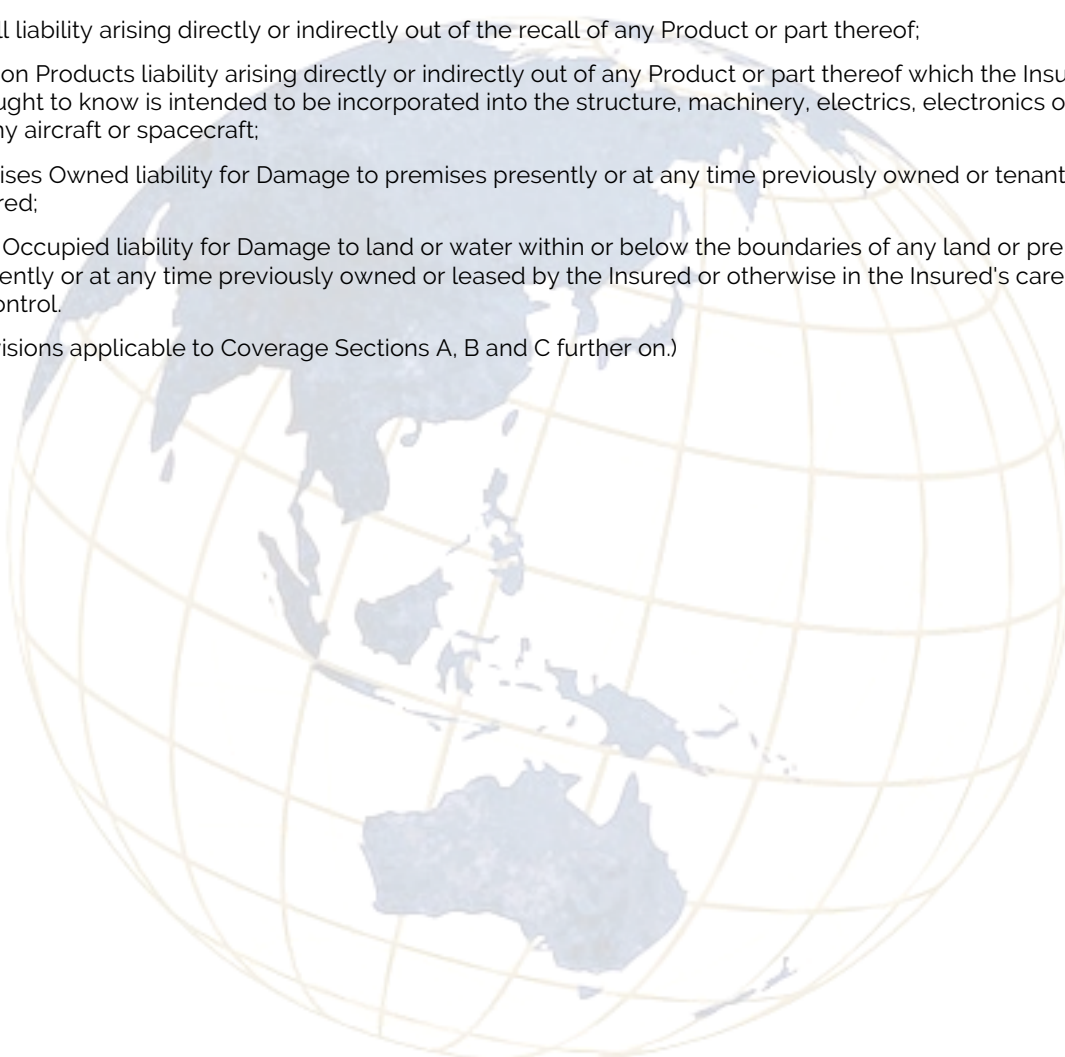 ll liability arising directly or indirectly out of the recall of any Product or part thereof;
on Products liability arising directly or indirectly out of any Product or part thereof which the Insu
ught to know is intended to be incorporated into the structure, machinery, electrics, electronics o
ny aircraft or spacecraft;
ises Owned liability for Damage to premises presently or at any time previously owned or tenant
red;
Occupied liability for Damage to land or water within or below the boundaries of any land or pre
ently or at any time previously owned or leased by the Insured or otherwise in the Insured's care
ontrol.
isions applicable to Coverage Sections A, B and C further on.)